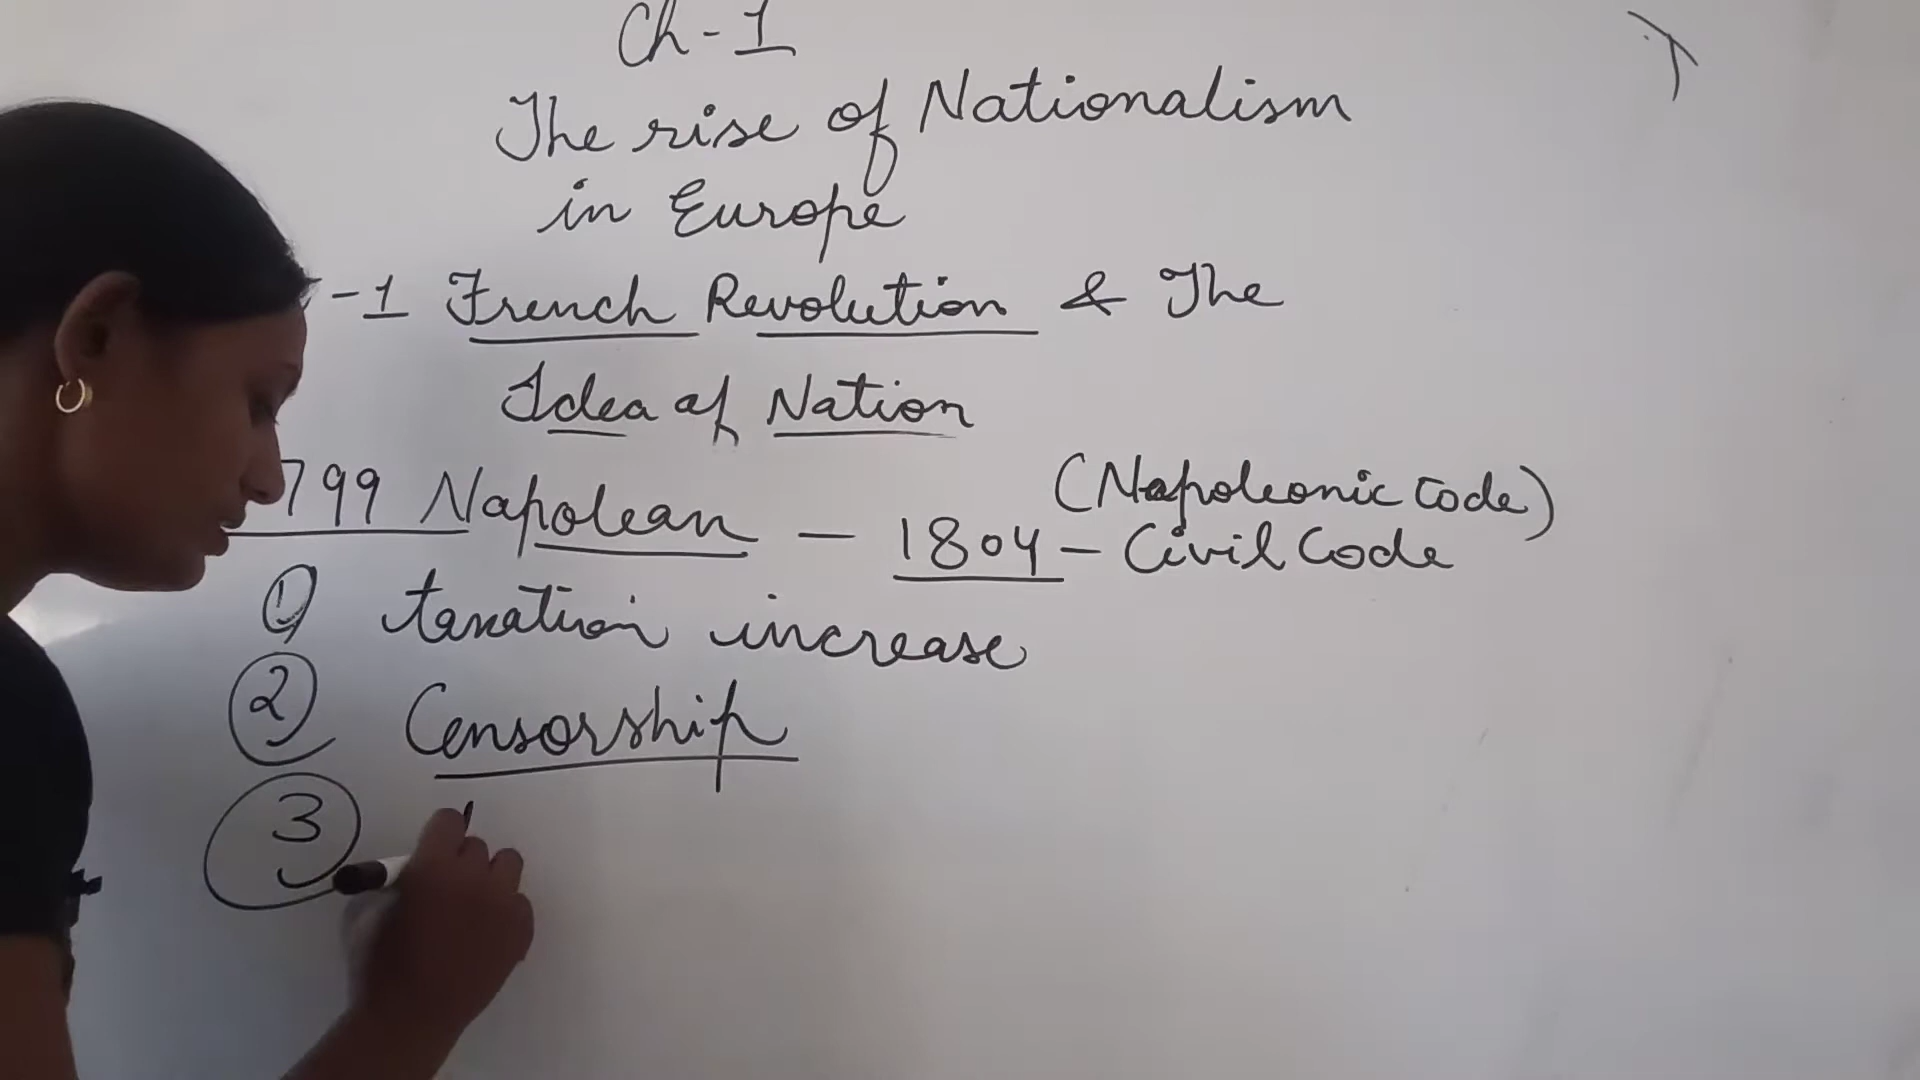 Ch-1
The rise of Nationalism
in Europe
-1 French Revolution & The
Idea of Nation
(Napoleonic Code)
799 Napolean - 1804 - Civil Code
1 taxation increase
2 Censorship
3